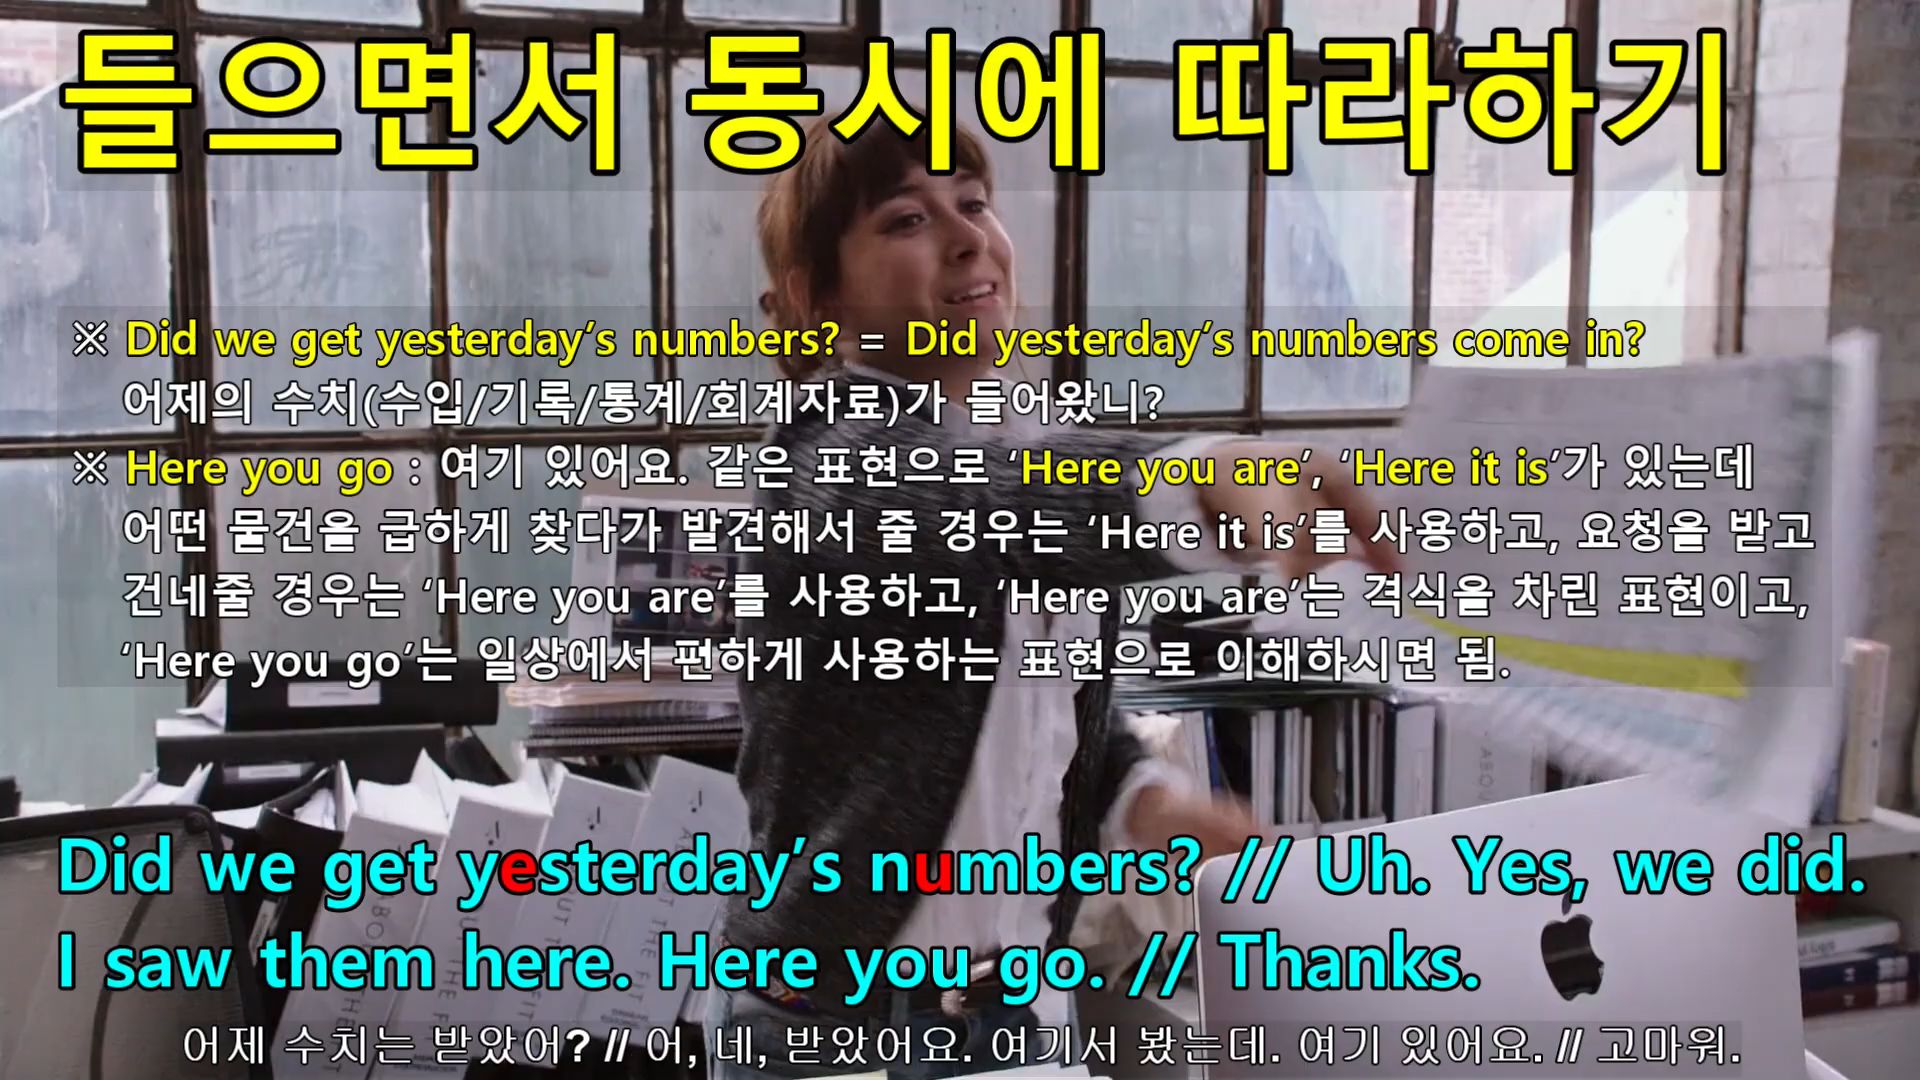 들으면서 동시에 따라하기
※ Did we get yesterday’s numbers? = Did yesterday’s numbers come in?
어제의 수치(수입/기록/통계/회계자료)가 들어왔니?
※ Here you go : 여기 있어요. 같은 표현으로 ‘Here you are’, ‘Here it is’가 있는데
어떤 물건을 급하게 찾다가 발견해서 줄 경우는 ‘Here it is’를 사용하고, 요청을 받고
건네줄 경우는 ‘Here you are’를 사용하고, ‘Here you are’는 격식을 차린 표현이고,
‘Here you go’는 일상에서 편하게 사용하는 표현으로 이해하시면 됨.
Did we get yesterday’s numbers? // Uh. Yes, we did.
I saw them here. Here you go. // Thanks.
어제 수치는 받았어? // 어, 네, 받았어요. 여기서 봤는데. 여기 있어요. // 고마워.